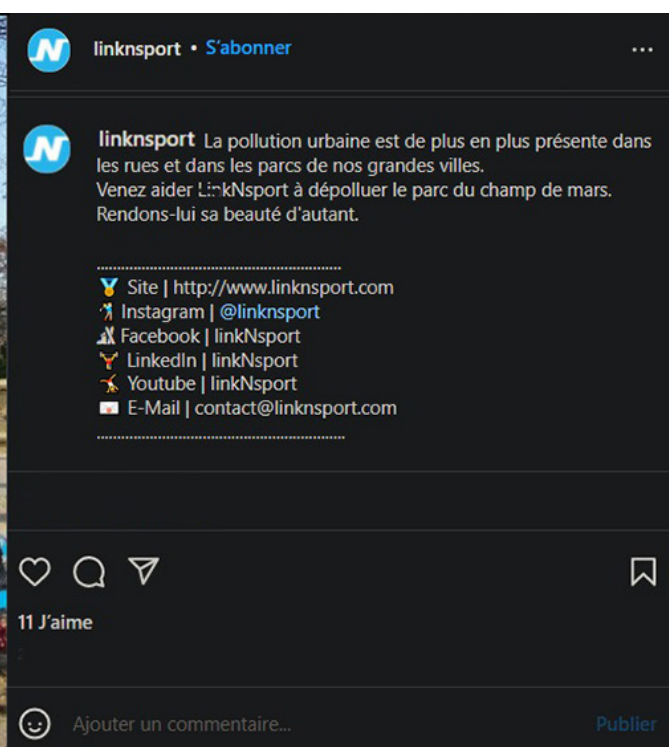 linknsport • S'abonner
linknsport La pollution urbaine est de plus en plus présente dans
les rues et dans les parcs de nos grandes villes.
Venez aider LinkNsport à dépolluer le parc du champ de mars.
Rendons-lui sa beauté d'autant.
Site | http://www.linknsport.com
Instagram | @linknsport
Facebook | linkNsport
LinkedIn | linkNsport
Youtube | linkNsport
E-Mail | contact@linknsport.com
11 J'aime
Ajouter un commentaire... Publier